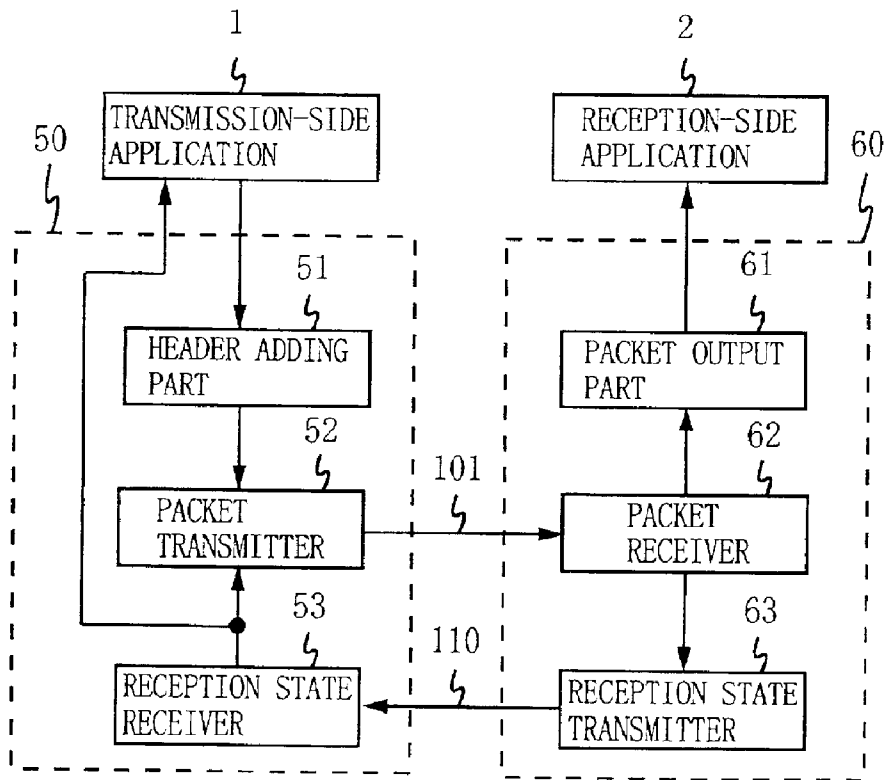 1
2
TRANSMISSION-SIDE
APPLICATION
RECEPTION-SIDE
APPLICATION
50
60
51
61
HEADER ADDING
PART
PACKET OUTPUT
PART
52
62
101
PACKET
TRANSMITTER
PACKET
RECEIVER
53
63
110
RECEPTION STATE
RECEIVER
RECEPTION STATE
TRANSMITTER